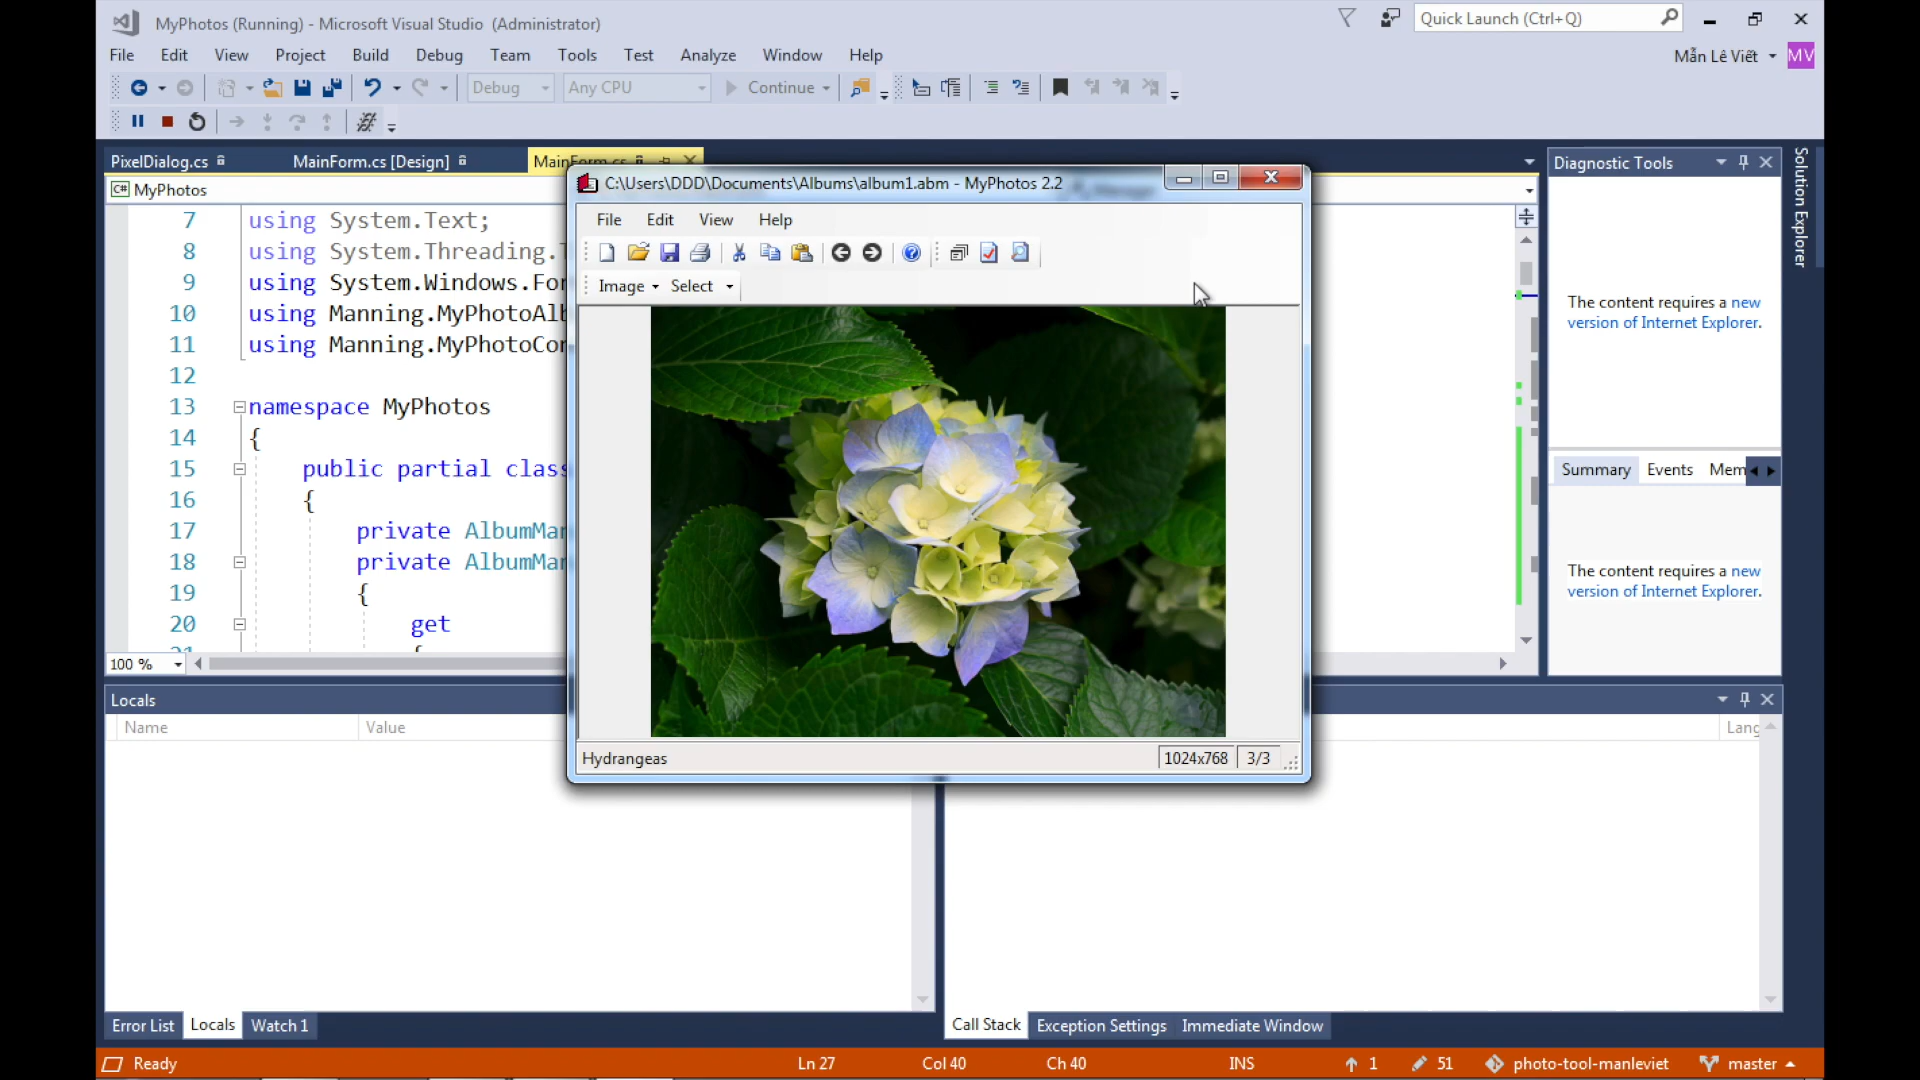 MyPhotos (Running) - Microsoft Visual Studio (Administrator)
Quick Launch (Ctrl+Q)
File Edit View Project Build Debug Team Tools Test Analyze Window Help
Mẫn Lê Viết MV
Debug Any CPU Continue
PixelDialog.cs MainForm.cs [Design] MainForm.cs
MyPhotos
7 using System.Text;
8 using System.Threading.
9 using System.Windows.For
10 using Manning.MyPhotoAlb
11 using Manning.MyPhotoCon
12
13 namespace MyPhotos
14 {
15 public partial class
16 {
17 private AlbumMan
18 private AlbumMan
19 {
20 get
21 {
100 %
C:\Users\DDD\Documents\Albums\album1.abm - MyPhotos 2.2
File Edit View Help
Image Select
Hydrangeas 1024x768 3/3
Diagnostic Tools
The content requires a new
version of Internet Explorer.
Summary Events Mem
The content requires a new
version of Internet Explorer.
Solution Explorer
Locals
Name Value
Lang
Error List Locals Watch 1
Call Stack Exception Settings Immediate Window
Ready Ln 27 Col 40 Ch 40 INS 1 51 photo-tool-manleviet master